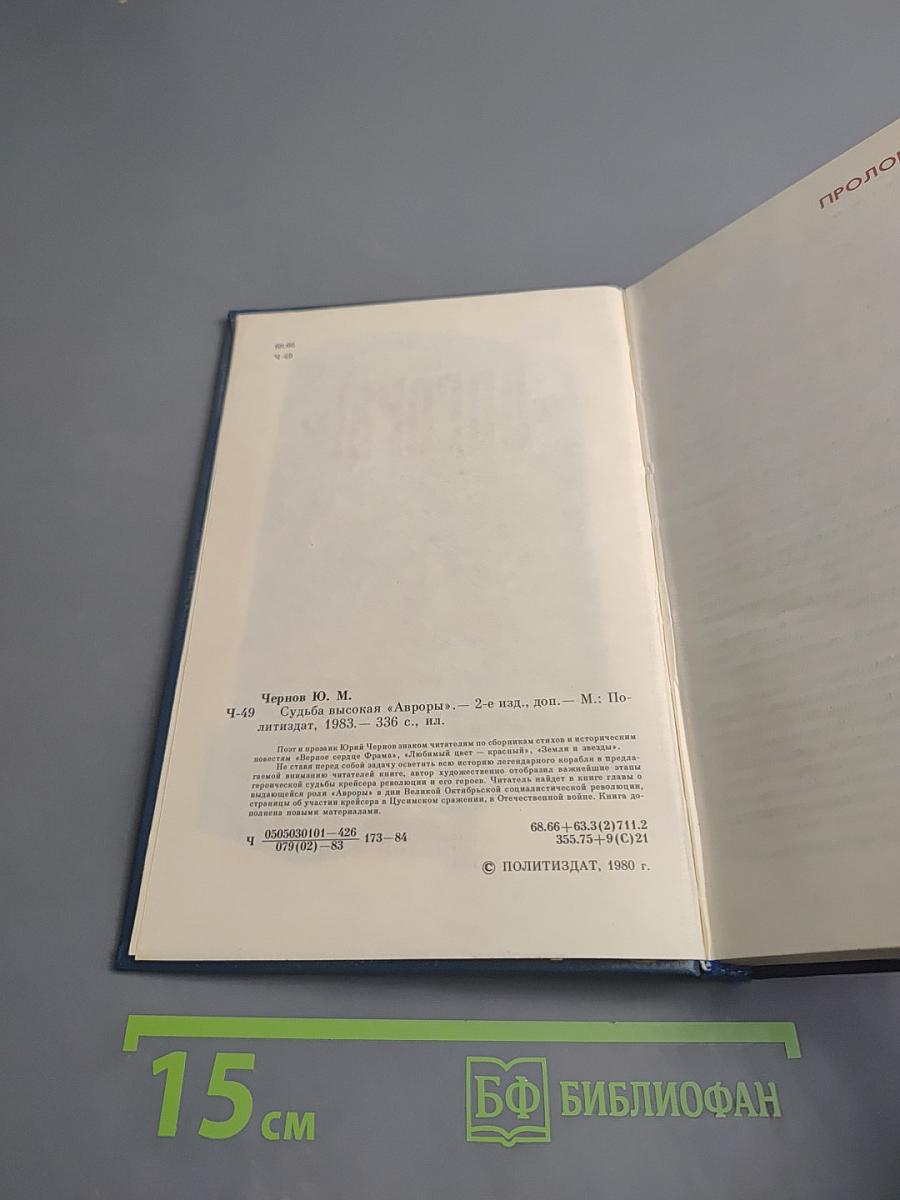 68.66
Ч-49
Чернов Ю. М.
Ч-49 Судьба высокая «Авроры».— 2-е изд., доп.— М.: По-
литиздат, 1983.— 336 с., ил.
Поэт и прозаик Юрий Чернов знаком читателям по сборникам стихов и историческим
повестям «Верное сердце Фрама», «Любимый цвет — красный», «Земля и звезды».
Не ставя перед собой задачу осветить всю историю легендарного корабля в предла-
гаемой вниманию читателей книге, автор художественно отобразил важнейшие этапы
героической судьбы крейсера революции и его героев. Читатель найдет в книге главы о
выдающейся роли «Авроры» в дни Великой Октябрьской социалистической революции,
страницы об участии крейсера в Цусимском сражении, в Отечественной войне. Книга до-
полнена новыми материалами.
Ч 0505030101—426 173—84
079(02)—83
68.66+63.3(2)711.2
355.75+9(С)21
© ПОЛИТИЗДАТ, 1980 г.
ПРОЛО
15 см
БФ БИБЛИОФАН